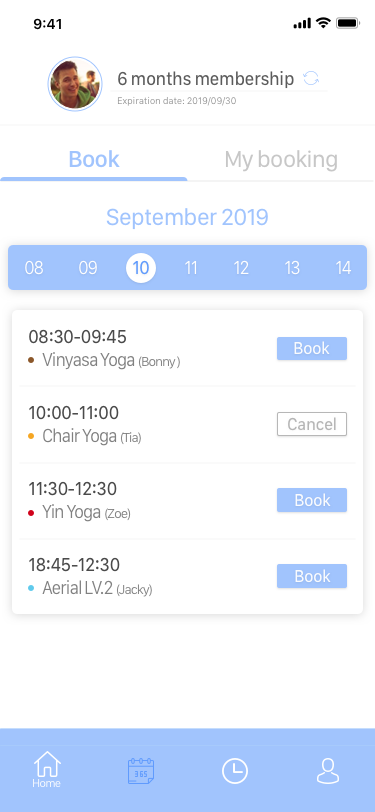 9:41
6 months membership
Expiration date: 2019/09/30
Book My booking
September 2019
08 09 10 11 12 13 14
08:30-09:45
Vinyasa Yoga (Bonny )
Book
10:00-11:00
Chair Yoga (Tia)
Cancel
11:30-12:30
Yin Yoga (Zoe)
Book
18:45-12:30
Aerial LV.2 (Jacky)
Book
365
Home